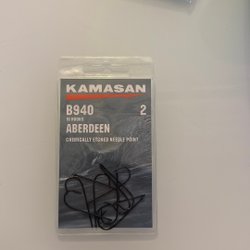 KAMASAN
B940 2
ABERDEEN
CHEMICALLY ETCHED NEEDLE POINT